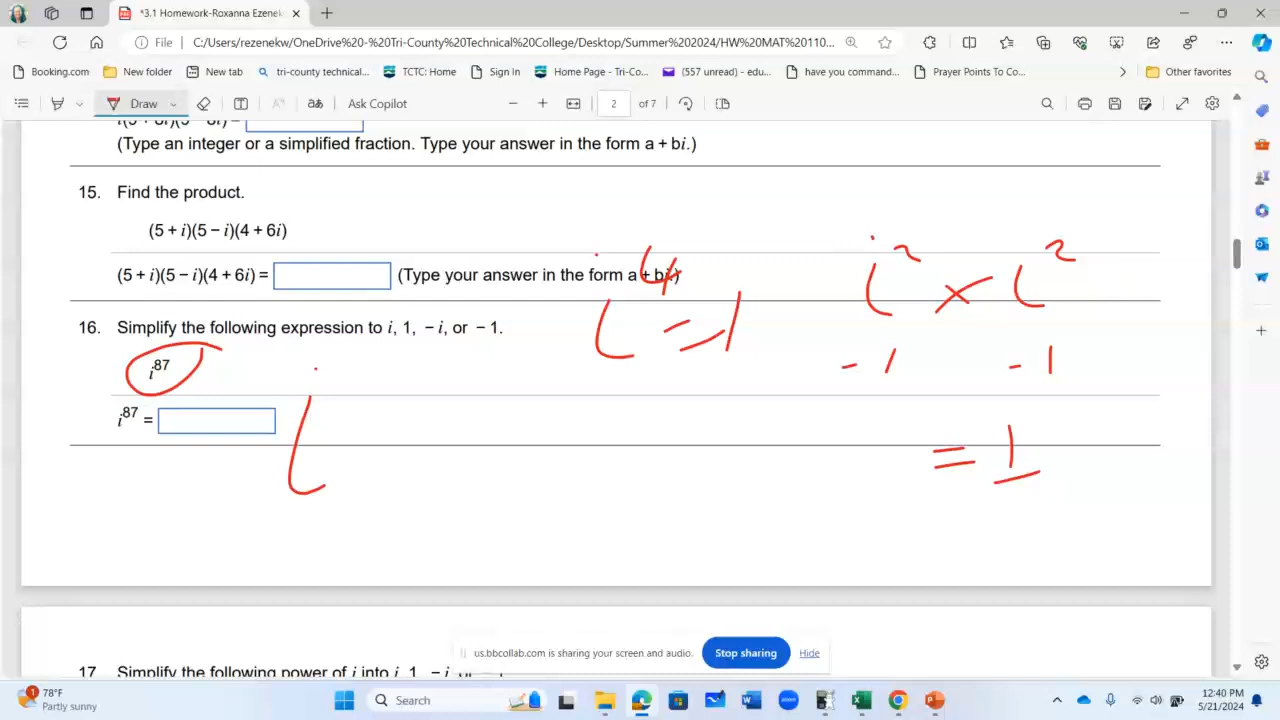 *3.1 Homework-Roxanna Ezenek
File C:/Users/rezenekw/OneDrive%20-%20Tri-County%20Technical%20College/Desktop/Summer%202024/HW%20MAT%20110...
Booking.com New folder New tab tri-county technical... TCTC: Home Sign In Home Page - Tri-Co... (557 unread) - edu... have you command... Prayer Points To Co... Other favorites
Draw Ask Copilot 2 of 7
(Type an integer or a simplified fraction. Type your answer in the form a + bi.)
15. Find the product.
(5 + i)(5 − i)(4 + 6i)
(5 + i)(5 − i)(4 + 6i) = (Type your answer in the form a + bi.)
i² × i²
i⁴ = 1
16. Simplify the following expression to i, 1, − i, or − 1.
i⁸⁷
- 1 - 1
i⁸⁷ =
i
= 1
17. Simplify the following power of i into i, 1, − i, or − 1.
us.bbcollab.com is sharing your screen and audio. Stop sharing Hide
1 78°F
Partly sunny
Search
12:40 PM
5/21/2024